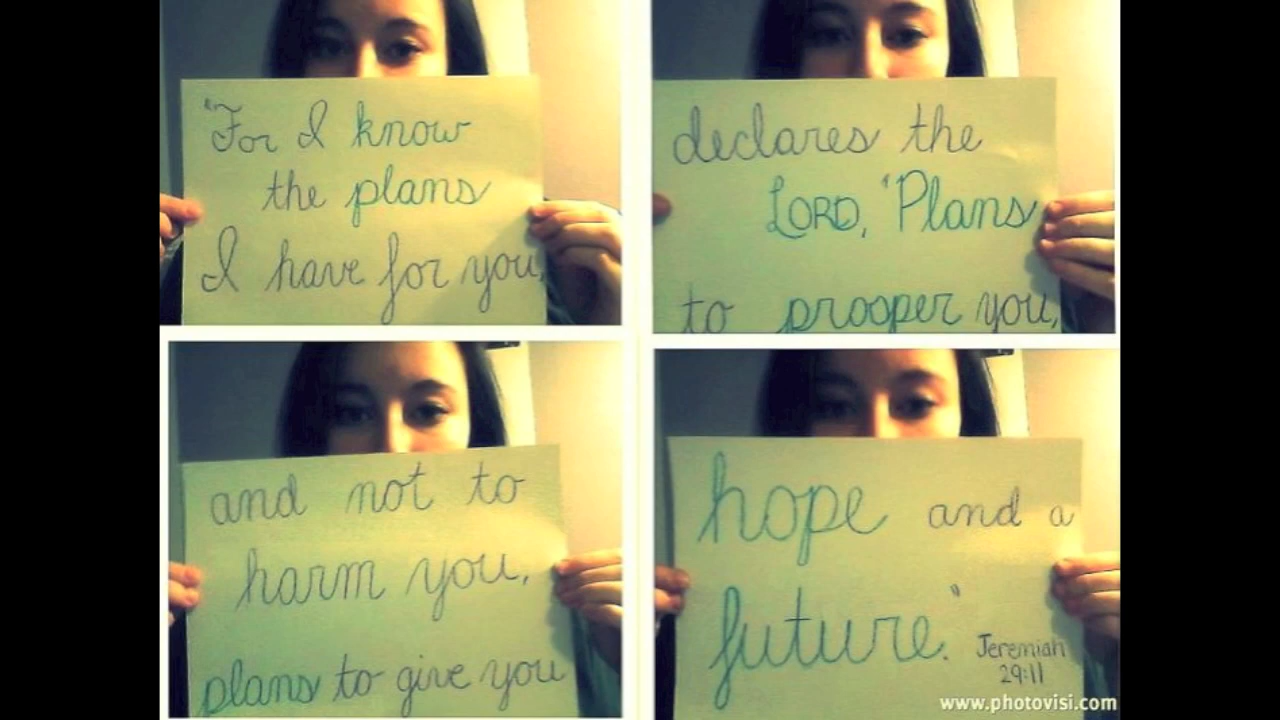 "For I know
the plans
I have for you,
declares the
LORD, "Plans
to prosper you,
and not to
harm you,
plans to give you
hope and a
future."
Jeremiah
29:11
www.photovisi.com